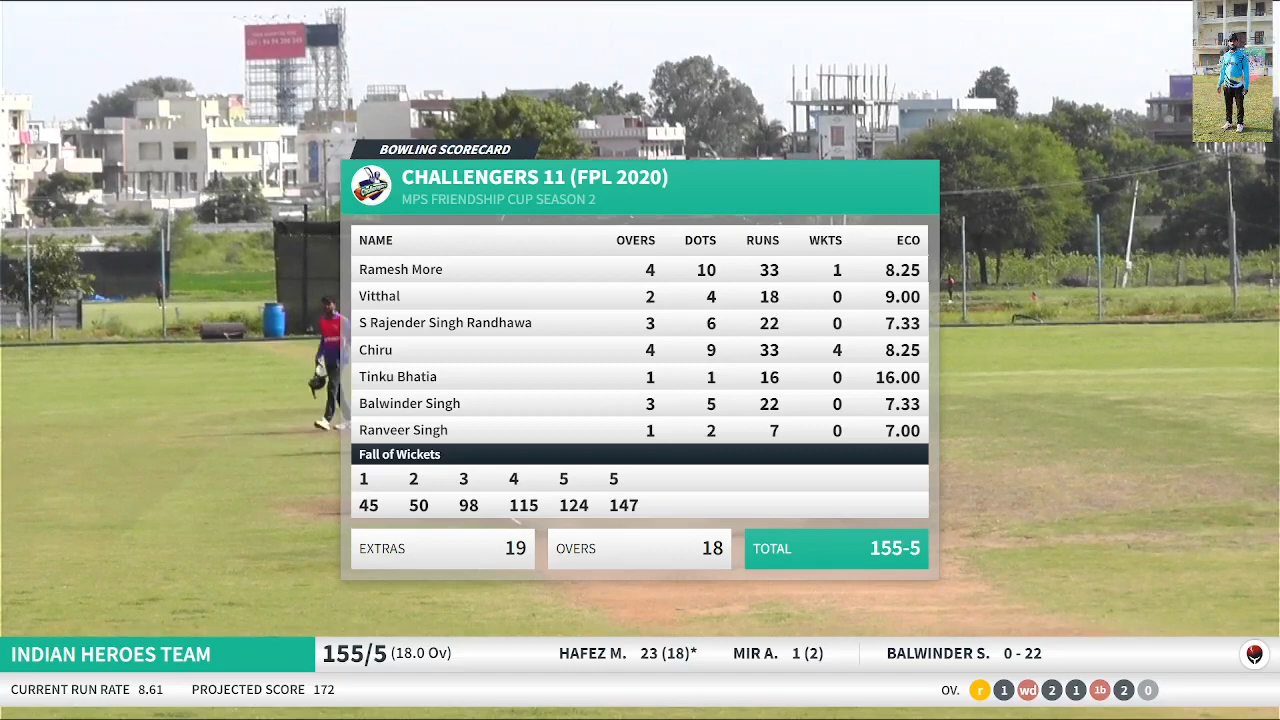 BOWLING SCORECARD
CHALLENGERS 11 (FPL 2020)
MPS FRIENDSHIP CUP SEASON 2
NAME OVERS DOTS RUNS WKTS ECO
Ramesh More 4 10 33 1 8.25
Vitthal 2 4 18 0 9.00
S Rajender Singh Randhawa 3 6 22 0 7.33
Chiru 4 9 33 4 8.25
Tinku Bhatia 1 1 16 0 16.00
Balwinder Singh 3 5 22 0 7.33
Ranveer Singh 1 2 7 0 7.00
Fall of Wickets
1 2 3 4 5 5
45 50 98 115 124 147
EXTRAS 19 OVERS 18 TOTAL 155-5
INDIAN HEROES TEAM 155/5 (18.0 Ov) HAFEZ M. 23 (18)* MIR A. 1 (2) BALWINDER S. 0 - 22
CURRENT RUN RATE 8.61 PROJECTED SCORE 172 OV. r 1 wd 2 1 1b 2 0